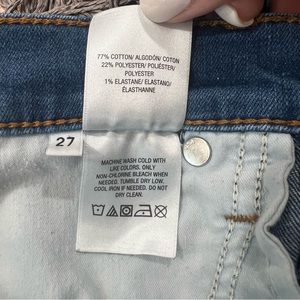 77% COTTON/ ALGODÓN/ COTON
22% POLYESTER/ POLIÉSTER/
POLYESTER
1% ELASTANE/ ELASTANO/
ÉLASTHANNE
27
MACHINE WASH COLD WITH
LIKE COLORS. ONLY
NON-CHLORINE BLEACH WHEN
NEEDED. TUMBLE DRY LOW.
COOL IRON IF NEEDED. DO NOT
DRY CLEAN.